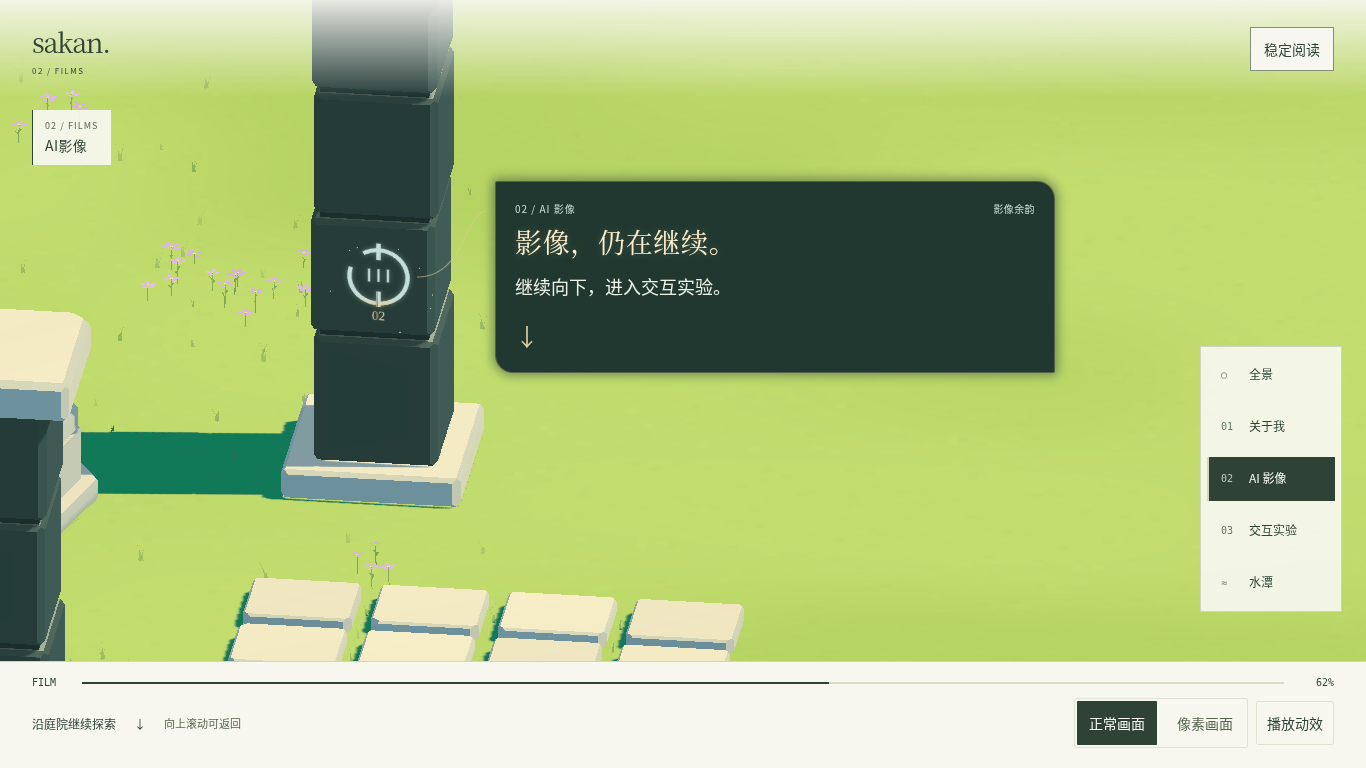 sakan.
02 / FILMS
稳定阅读
02 / FILMS
AI影像
02 / AI 影像
影像余韵
影像，仍在继续。
继续向下，进入交互实验。
↓
02
○ 全景
01 关于我
02 AI 影像
03 交互实验
≈ 水潭
FILM
62%
沿庭院继续探索 ↓ 向上滚动可返回
正常画面
像素画面
播放动效